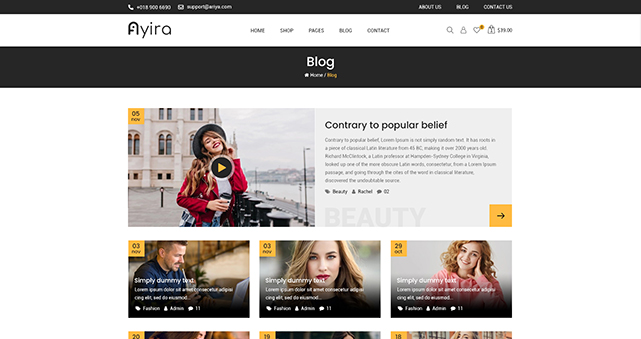 +018 900 6690 support@ariya.com ABOUT US BLOG CONTACT US
Ayira HOME SHOP PAGES BLOG CONTACT $39.00
Blog
Home / Blog
05
nov
Contrary to popular belief
Contrary to popular belief, Lorem Ipsum is not simply random text. It has roots in
a piece of classical Latin literature from 45 BC, making it over 2000 years old.
Richard McClintock, a Latin professor at Hampden-Sydney College in Virginia,
looked up one of the more obscure Latin words, consectetur, from a Lorem Ipsum
passage, and going through the cites of the word in classical literature,
discovered the undoubtable source.
Beauty Rachel 02
BEAUTY
03
nov
Simply dummy text
Lorem ipsum dolor sit amet consectetur adipisi
cing elit, sed do eiusmod...
Fashion Admin 11
03
nov
Simply dummy text
Lorem ipsum dolor sit amet consectetur adipisi
cing elit, sed do eiusmod...
Fashion Admin 11
29
oct
Simply dummy text
Lorem ipsum dolor sit amet consectetur adipisi
cing elit, sed do eiusmod...
Fashion Admin 11
20 19 18